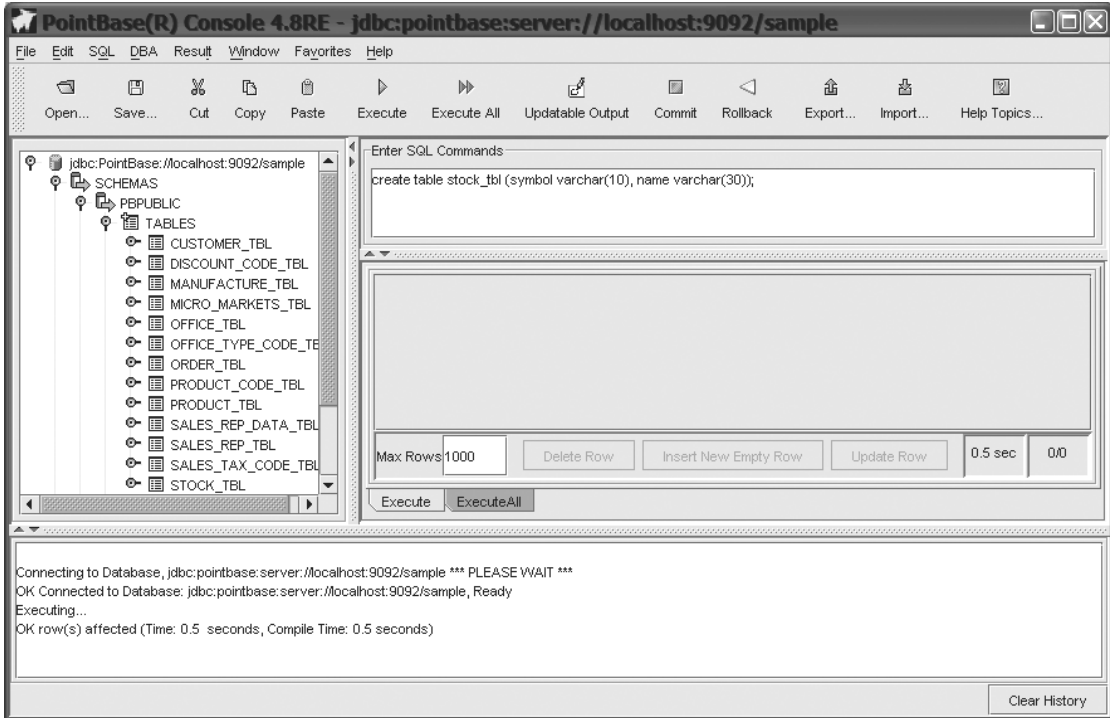 PointBase(R) Console 4.8RE - jdbc:pointbase:server://localhost:9092/sample
File Edit SQL DBA Result Window Favorites Help
Open... Save... Cut Copy Paste Execute Execute All Updatable Output Commit Rollback Export... Import... Help Topics...
jdbc:PointBase://localhost:9092/sample
SCHEMAS
PBPUBLIC
TABLES
CUSTOMER_TBL
DISCOUNT_CODE_TBL
MANUFACTURE_TBL
MICRO_MARKETS_TBL
OFFICE_TBL
OFFICE_TYPE_CODE_TE
ORDER_TBL
PRODUCT_CODE_TBL
PRODUCT_TBL
SALES_REP_DATA_TBL
SALES_REP_TBL
SALES_TAX_CODE_TBL
STOCK_TBL
Enter SQL Commands
create table stock_tbl (symbol varchar(10), name varchar(30));
Max Rows 1000 Delete Row Insert New Empty Row Update Row 0.5 sec 0/0
Execute ExecuteAll
Connecting to Database, jdbc:pointbase:server://localhost:9092/sample *** PLEASE WAIT ***
OK Connected to Database: jdbc:pointbase:server://localhost:9092/sample, Ready
Executing...
OK row(s) affected (Time: 0.5 seconds, Compile Time: 0.5 seconds)
Clear History